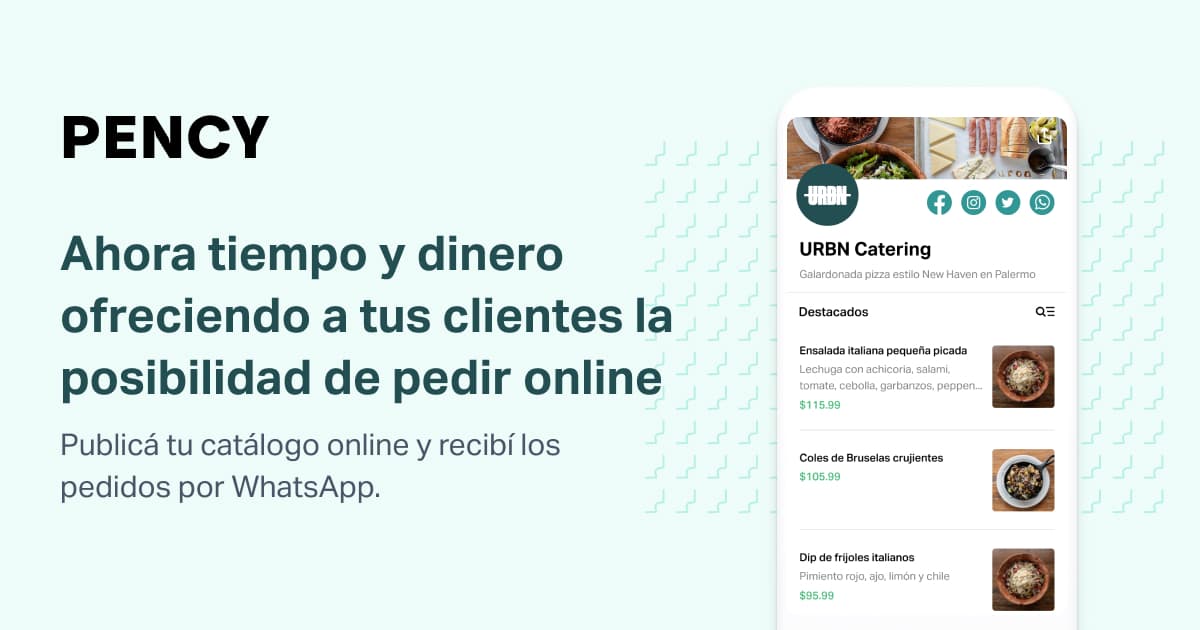 PENCY
Ahora tiempo y dinero
ofreciendo a tus clientes la
posibilidad de pedir online
Publicá tu catálogo online y recibí los
pedidos por WhatsApp.
URBN
URBN Catering
Galardonada pizza estilo New Haven en Palermo
Destacados
Ensalada italiana pequeña picada
Lechuga con achicoria, salami,
tomate, cebolla, garbanzos, peppen...
$115.99
Coles de Bruselas crujientes
$105.99
Dip de frijoles italianos
Pimiento rojo, ajo, limón y chile
$95.99